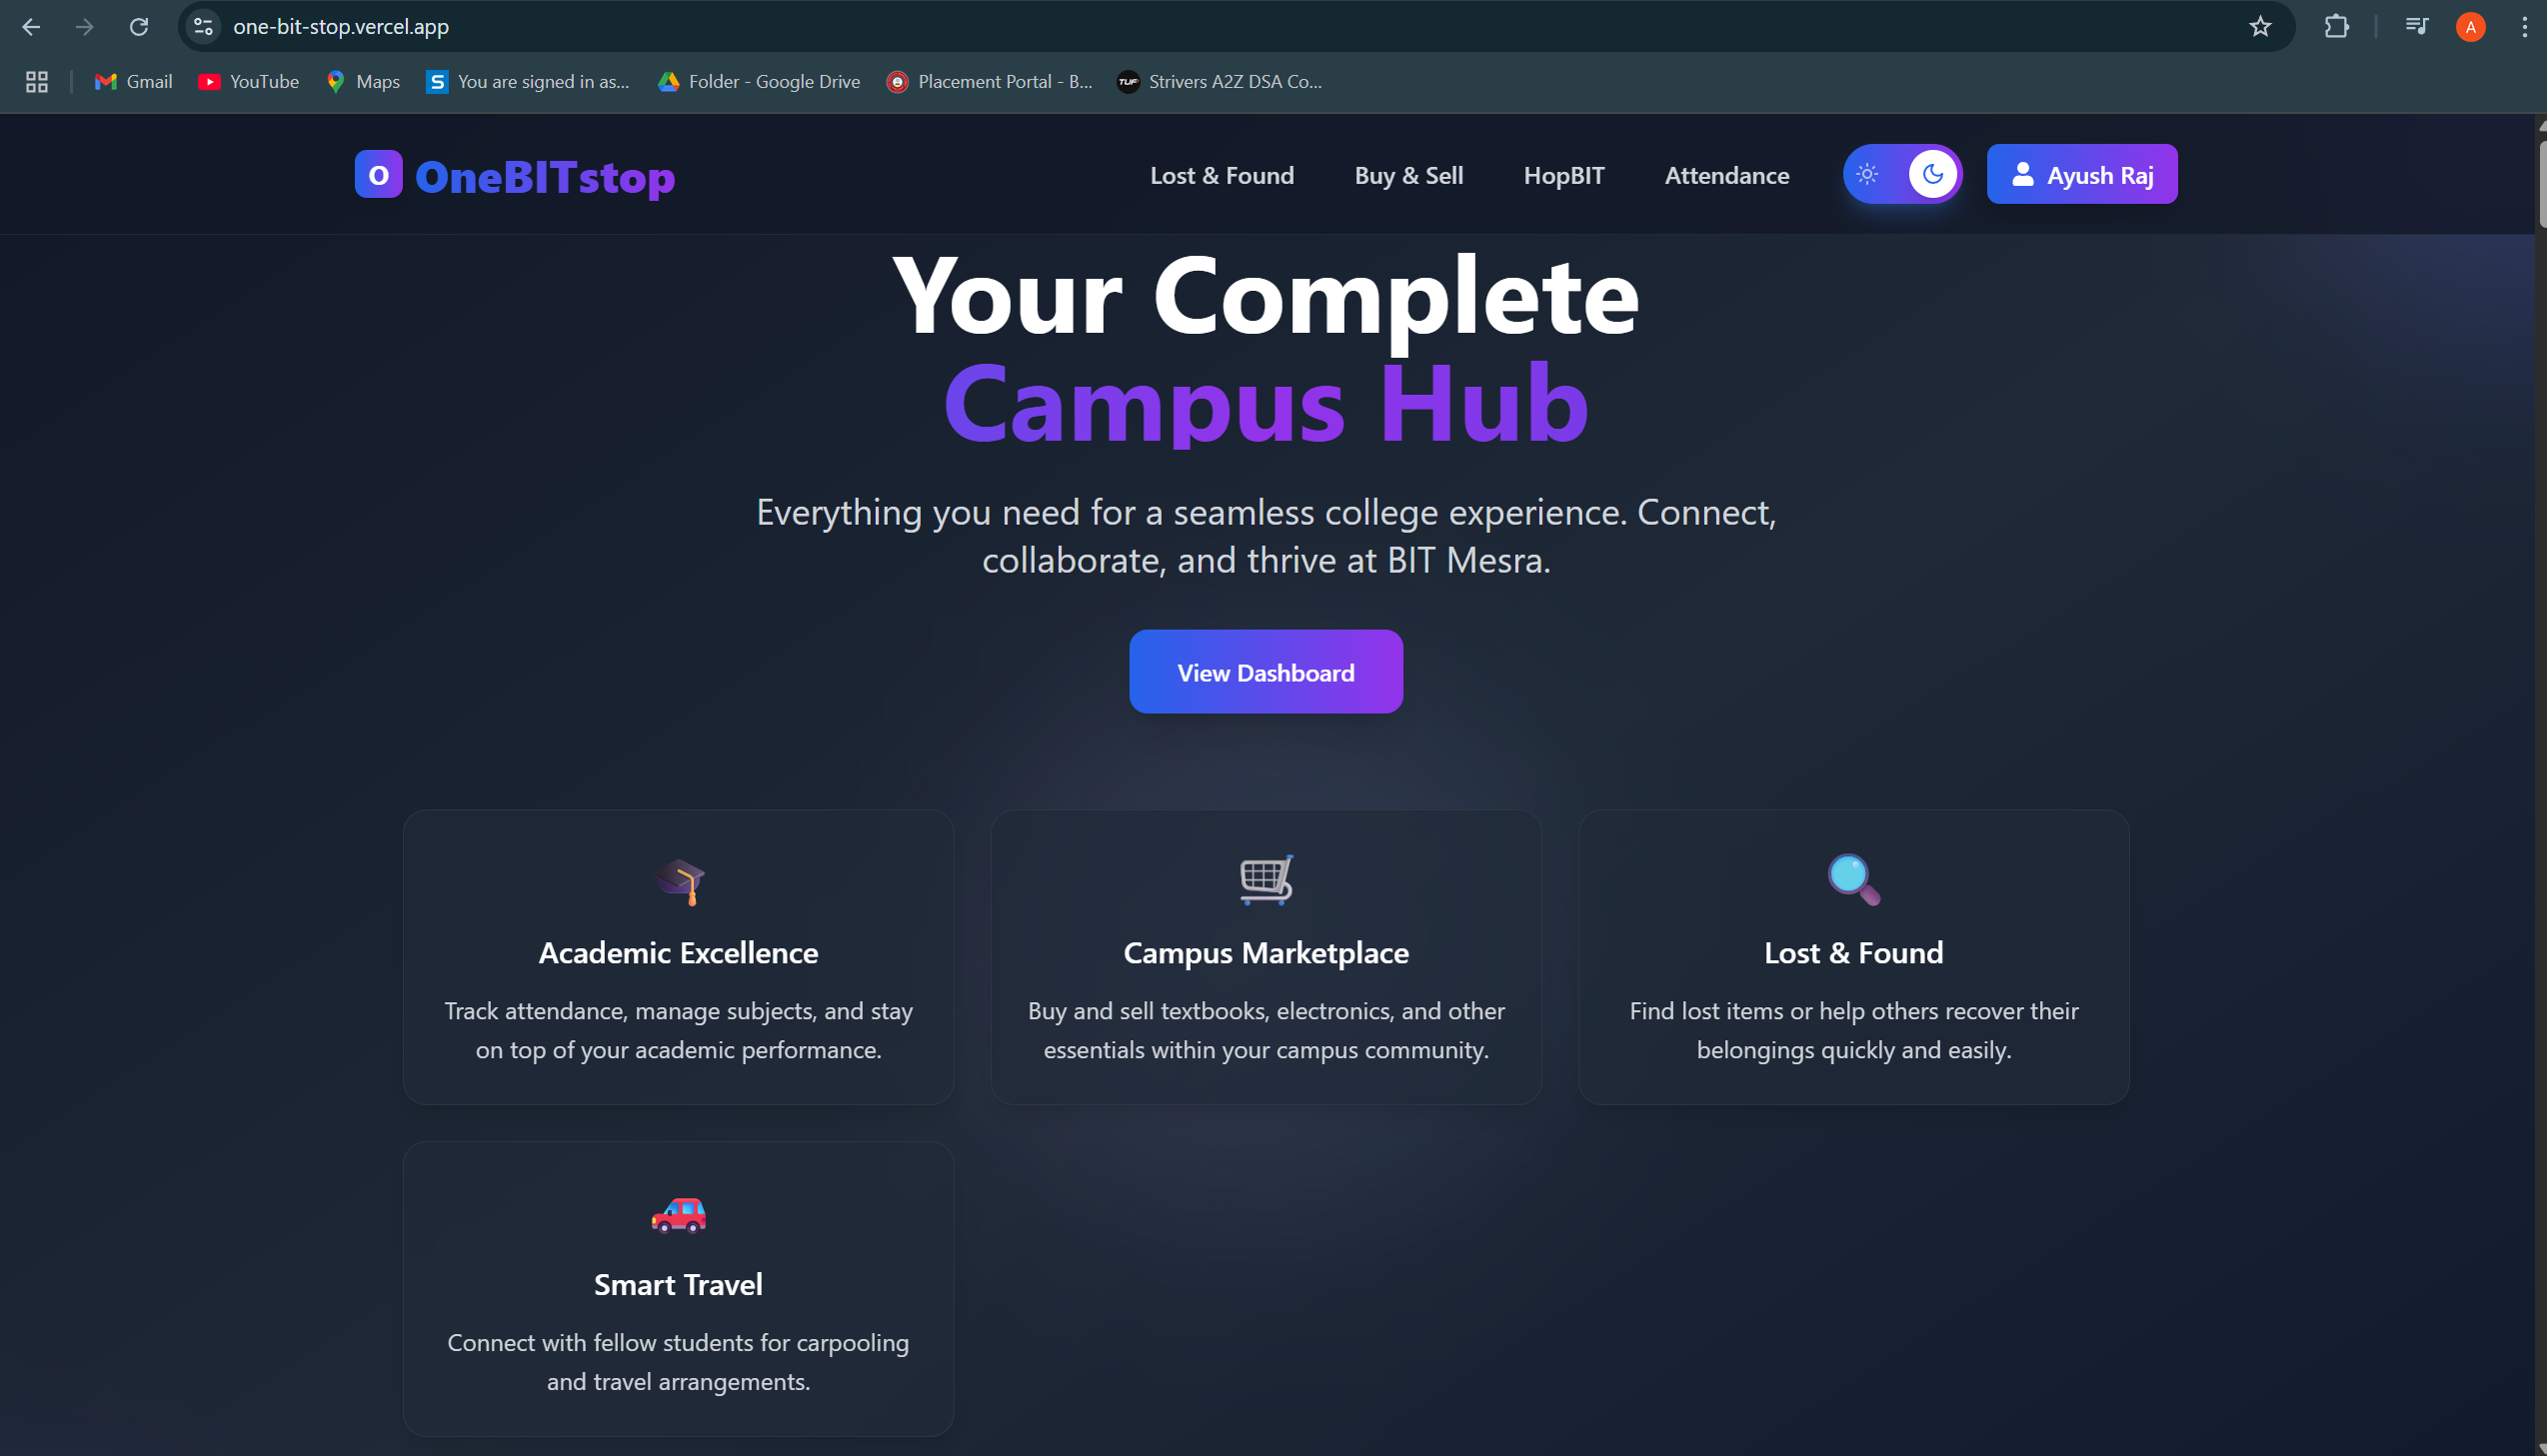 one-bit-stop.vercel.app
A
Gmail
YouTube
Maps
S
You are signed in as...
Folder - Google Drive
Placement Portal - B...
TUF
Strivers A2Z DSA Co...
O
OneBITstop
Lost & Found
Buy & Sell
HopBIT
Attendance
Ayush Raj
Your Complete
Campus Hub
Everything you need for a seamless college experience. Connect,
collaborate, and thrive at BIT Mesra.
View Dashboard
Academic Excellence
Track attendance, manage subjects, and stay
on top of your academic performance.
Campus Marketplace
Buy and sell textbooks, electronics, and other
essentials within your campus community.
Lost & Found
Find lost items or help others recover their
belongings quickly and easily.
Smart Travel
Connect with fellow students for carpooling
and travel arrangements.